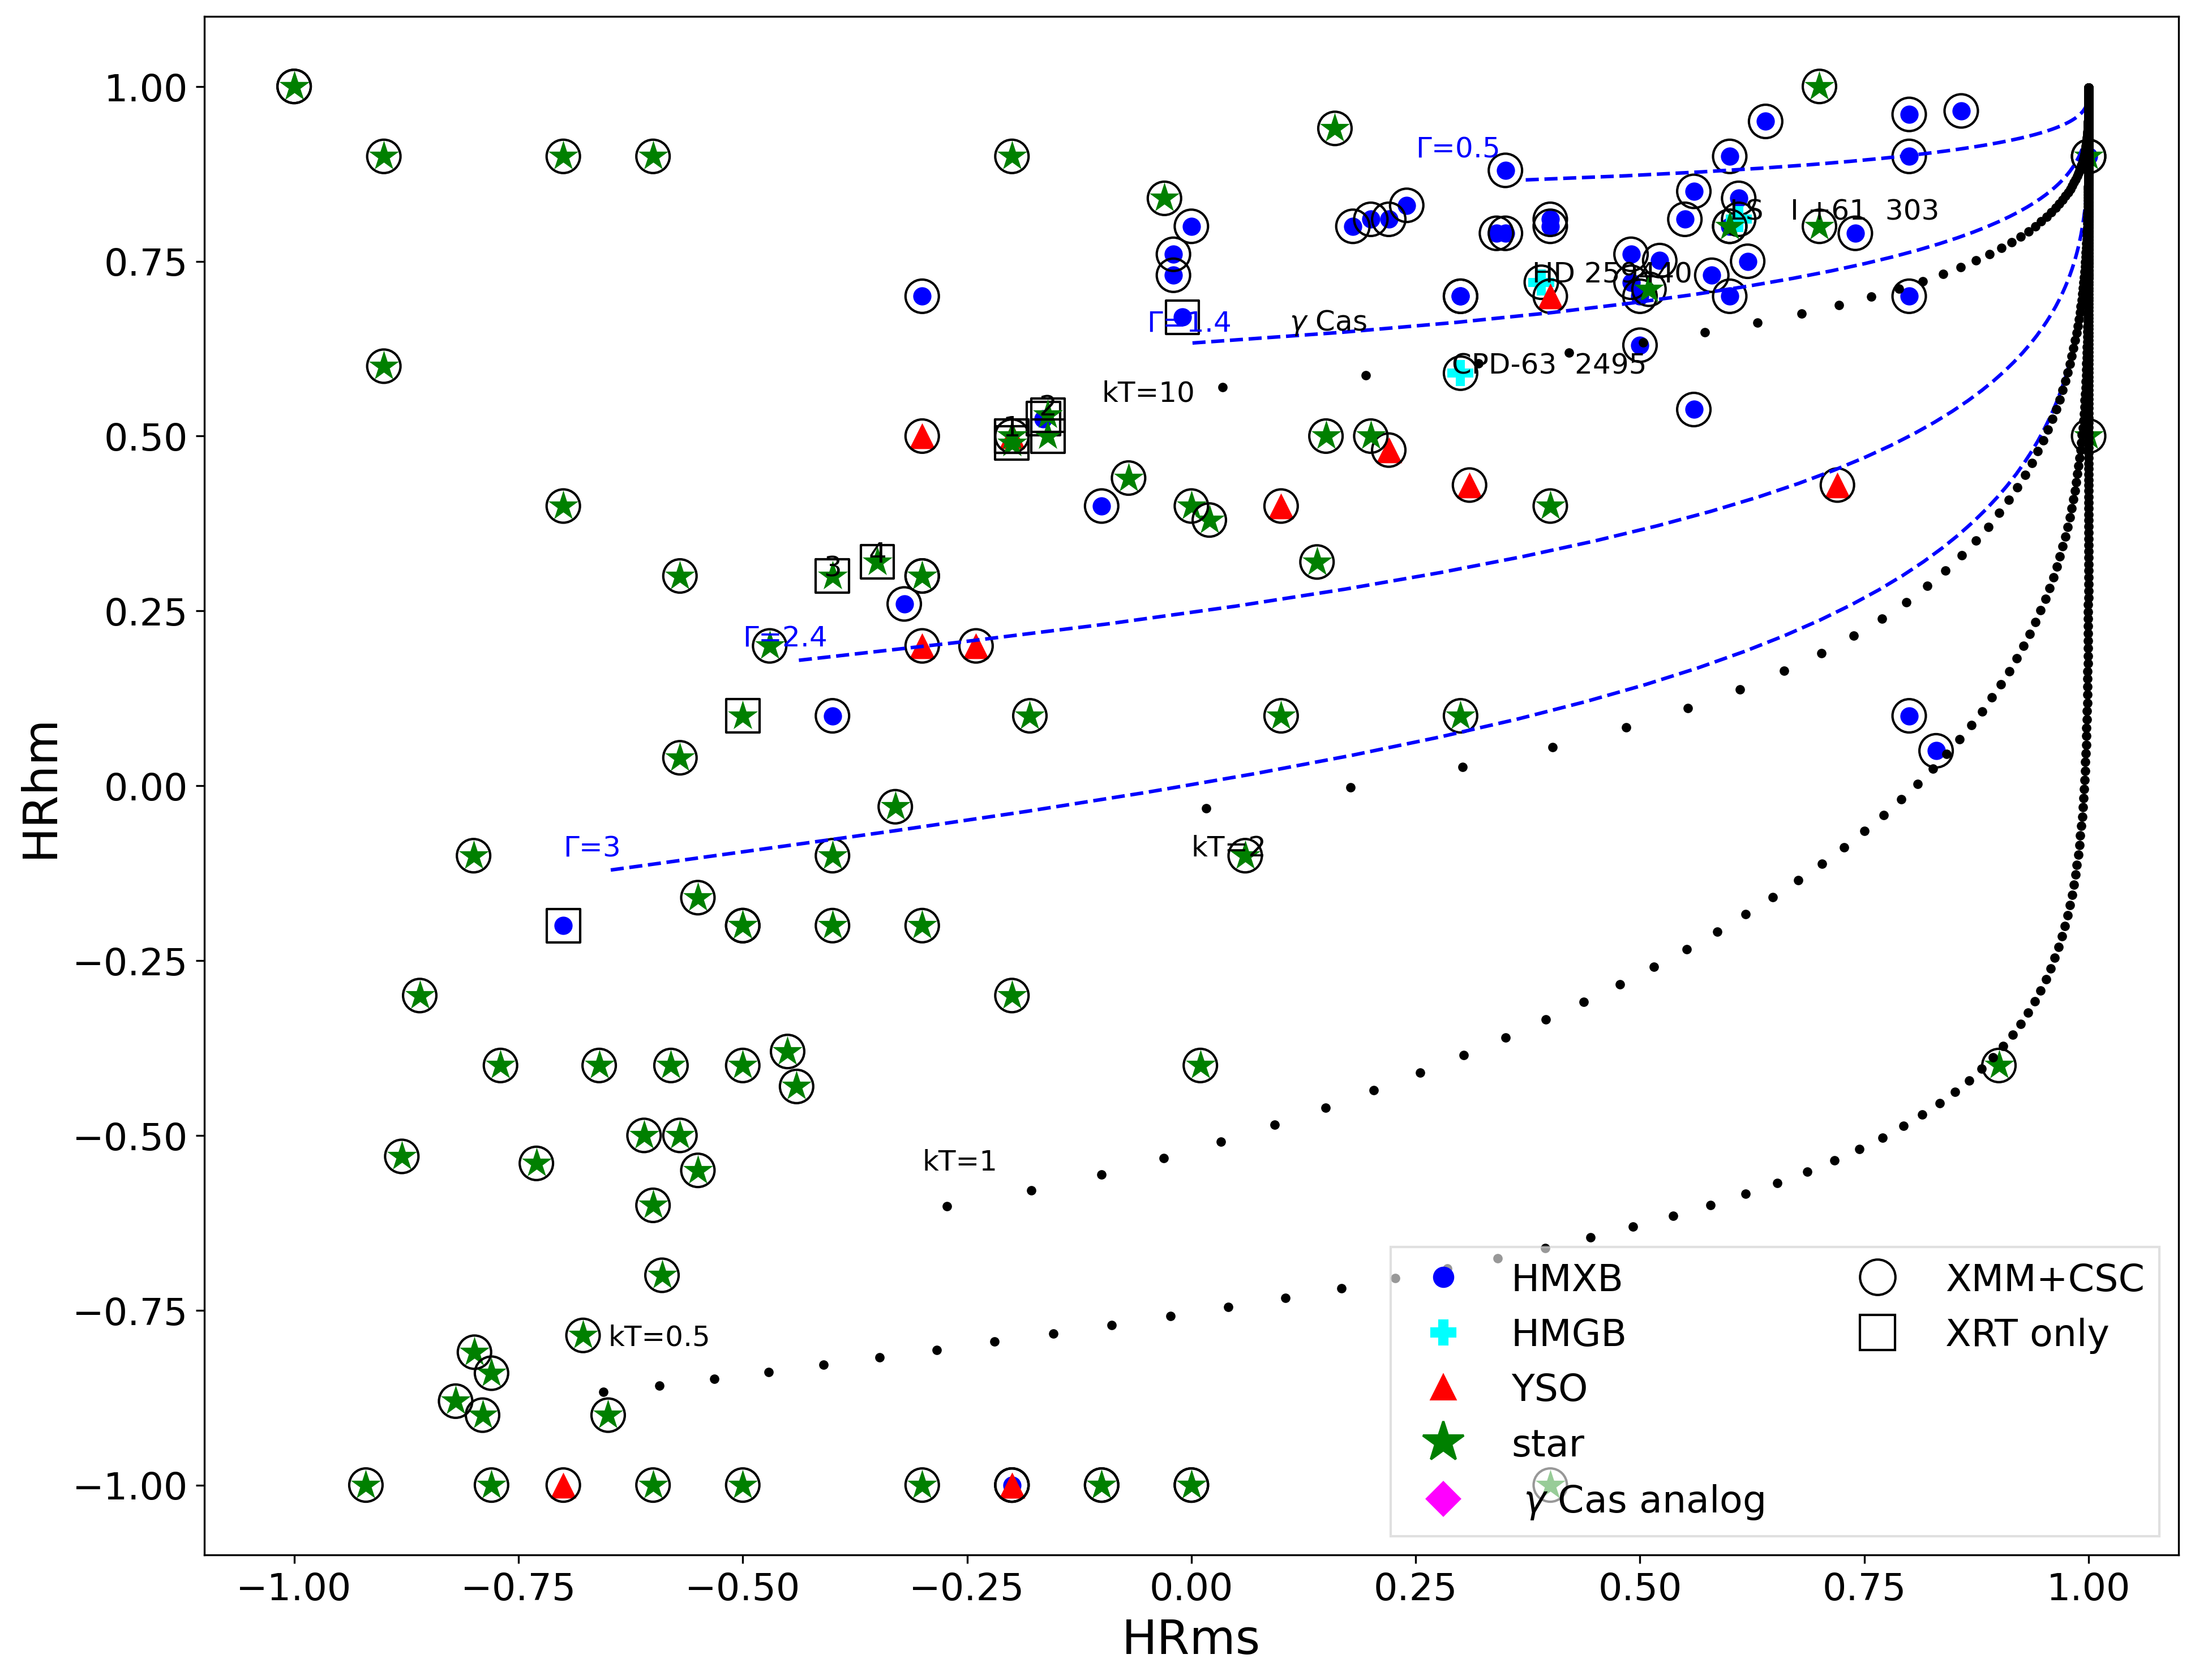 1.00
0.75
0.50
0.25
0.00
−0.25
−0.50
−0.75
−1.00
HRhm
−1.00
−0.75
−0.50
−0.25
0.00
0.25
0.50
0.75
1.00
HRms
Γ=0.5
LS I +61 303
HD 259440
Γ=1.4
γ Cas
CPD-63 2495
kT=10
2
1
4
3
Γ=2.4
Γ=3
kT=2
kT=1
kT=0.5
HMXB
HMGB
YSO
star
γ Cas analog
XMM+CSC
XRT only